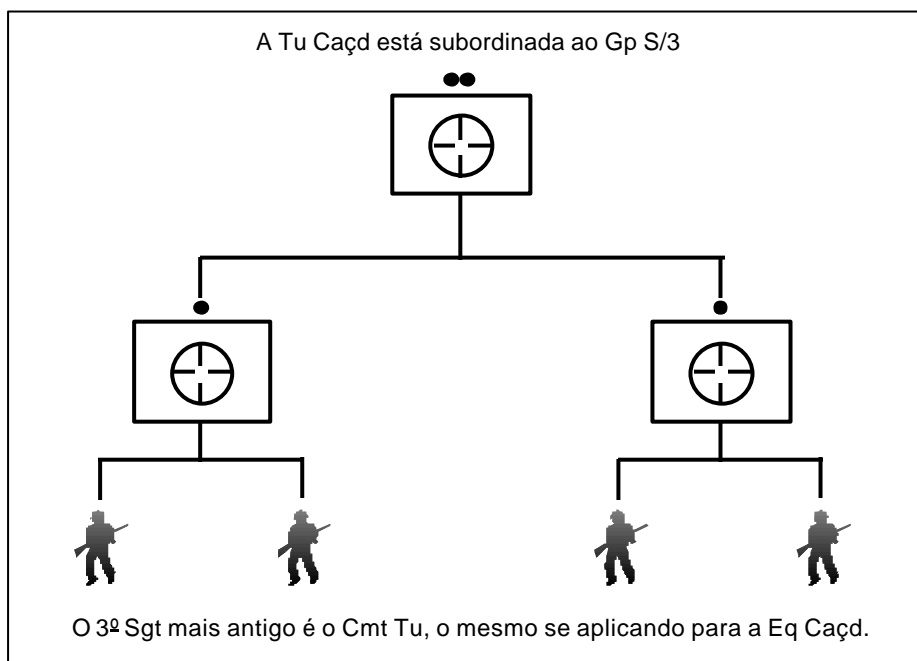 A Tu Caçd está subordinada ao Gp S/3
O 3º Sgt mais antigo é o Cmt Tu, o mesmo se aplicando para a Eq Caçd.